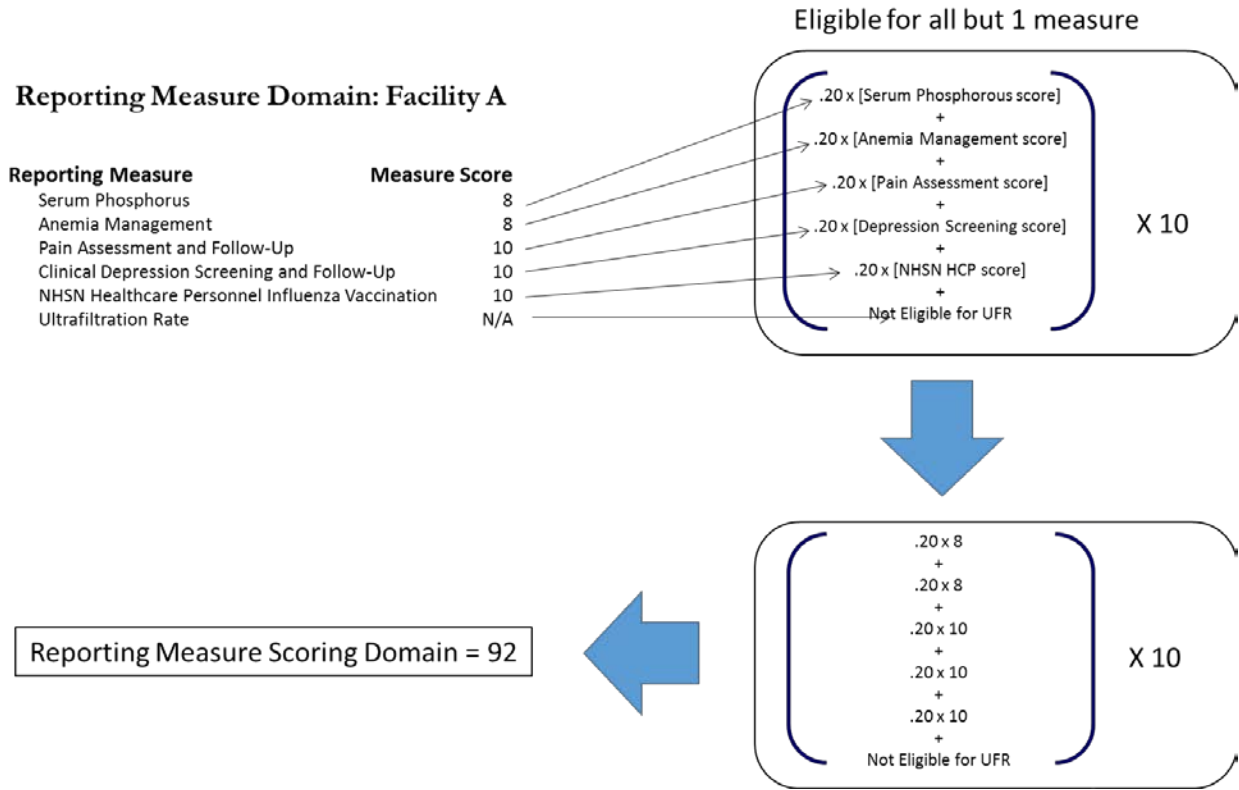 Eligible for all but 1 measure
Reporting Measure Domain: Facility A
Reporting Measure Measure Score
Serum Phosphorus 8
Anemia Management 8
Pain Assessment and Follow-Up 10
Clinical Depression Screening and Follow-Up 10
NHSN Healthcare Personnel Influenza Vaccination 10
Ultrafiltration Rate N/A
.20 x [Serum Phosphorous score]
+
.20 x [Anemia Management score]
+
.20 x [Pain Assessment score]
+
.20 x [Depression Screening score]
+
.20 x [NHSN HCP score]
+
Not Eligible for UFR
X 10
.20 x 8
+
.20 x 8
+
.20 x 10
+
.20 x 10
+
.20 x 10
+
Not Eligible for UFR
X 10
Reporting Measure Scoring Domain = 92